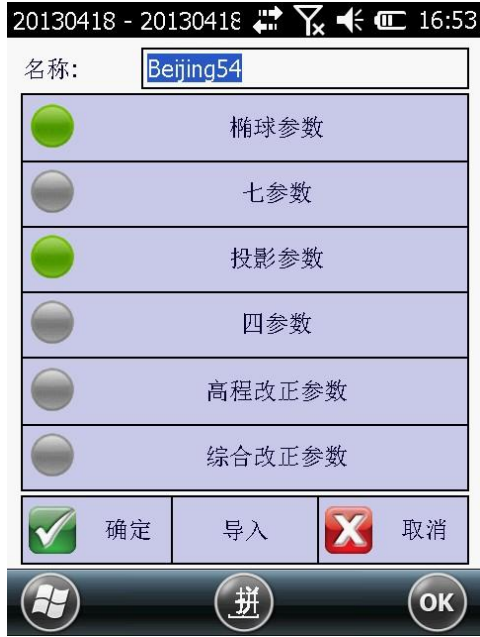 20130418 - 20130418 16:53
名称: Beijing54
椭球参数
七参数
投影参数
四参数
高程改正参数
综合改正参数
确定 导入 取消
拼 OK